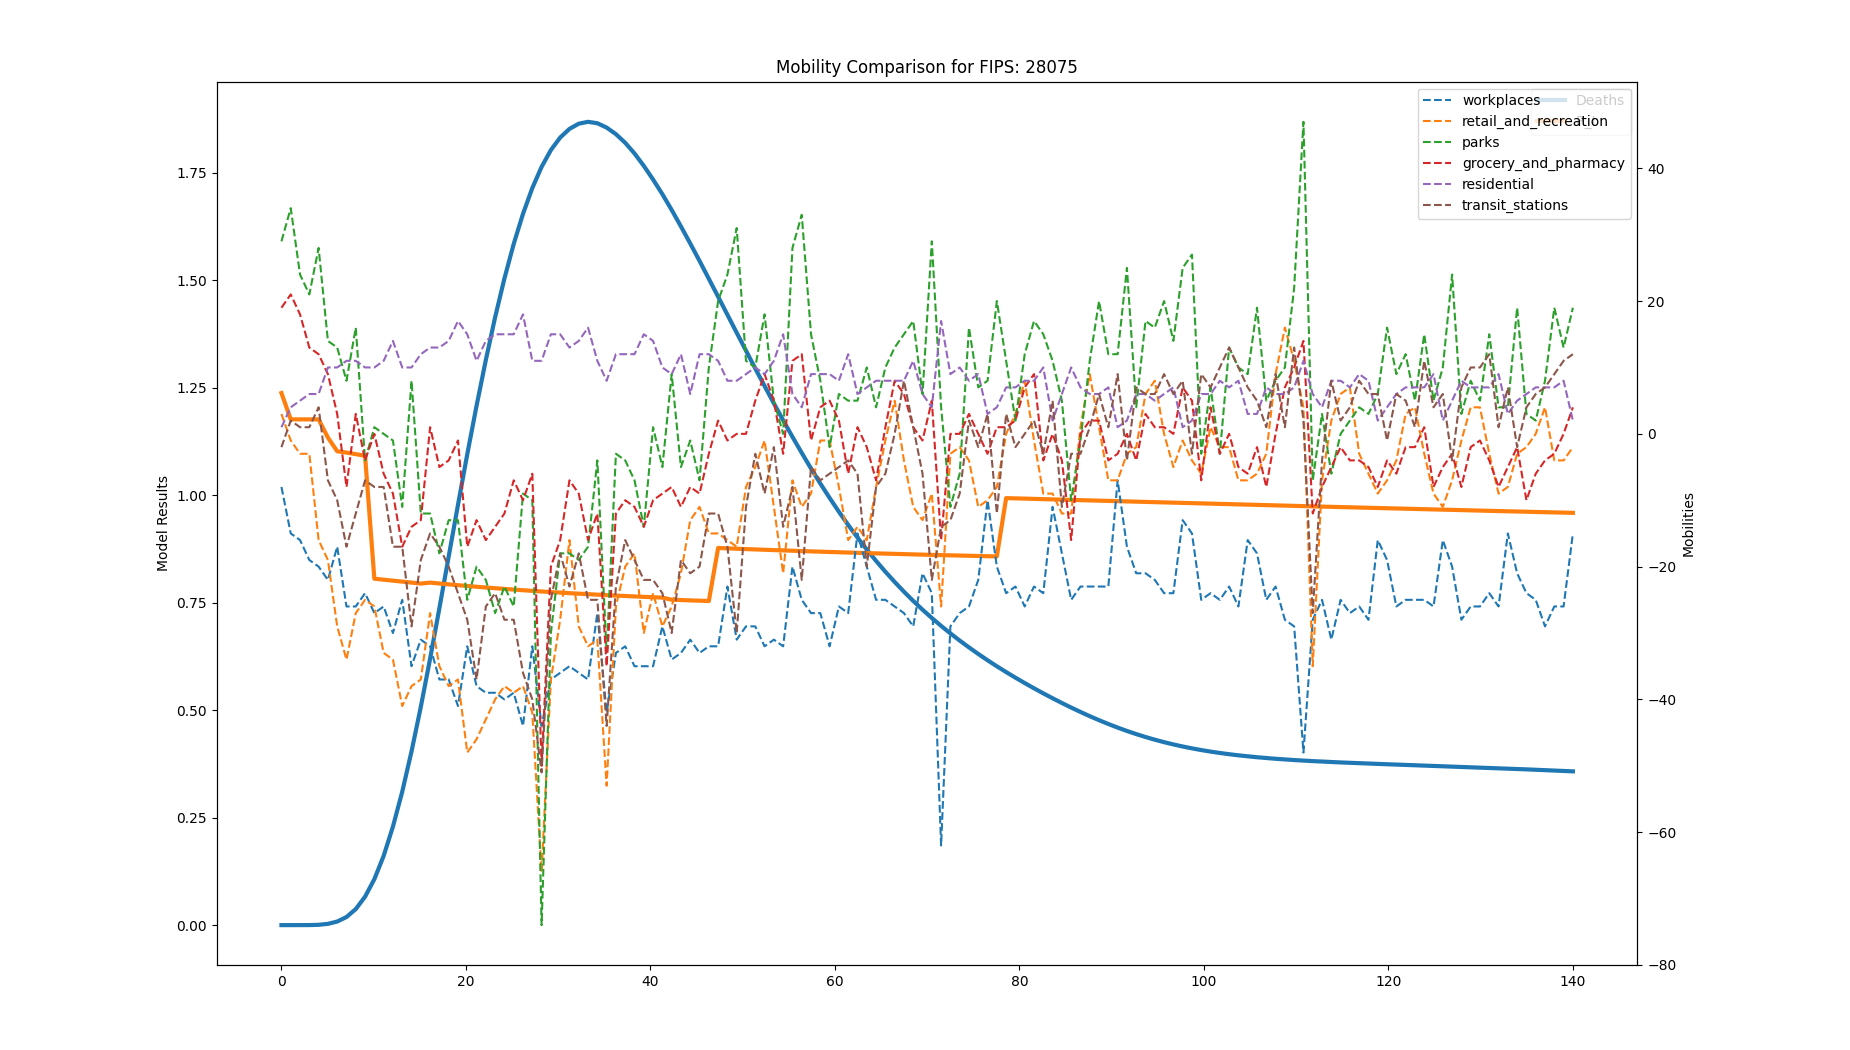 Mobility Comparison for FIPS: 28075
workplaces
retail_and_recreation
parks
grocery_and_pharmacy
residential
transit_stations
Deaths
Model Results
1.75
1.50
1.25
1.00
0.75
0.50
0.25
0.00
Mobilities
40
20
0
−20
−40
−60
−80
0
20
40
60
80
100
120
140